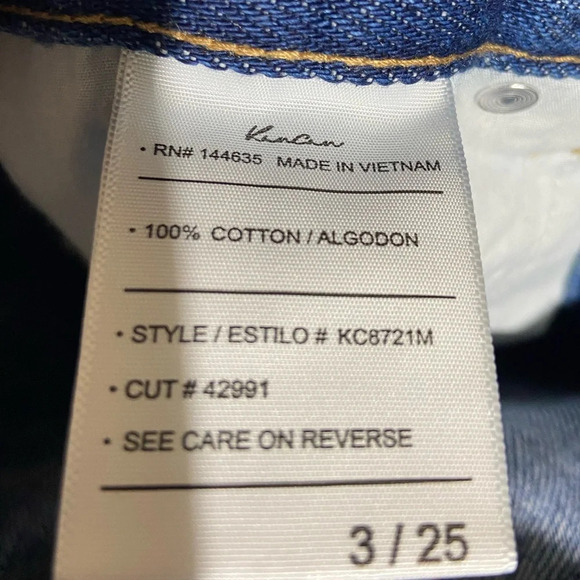 KanCan
• RN# 144635 MADE IN VIETNAM
• 100% COTTON / ALGODON
• STYLE / ESTILO # KC8721M
• CUT # 42991
• SEE CARE ON REVERSE
3 / 25